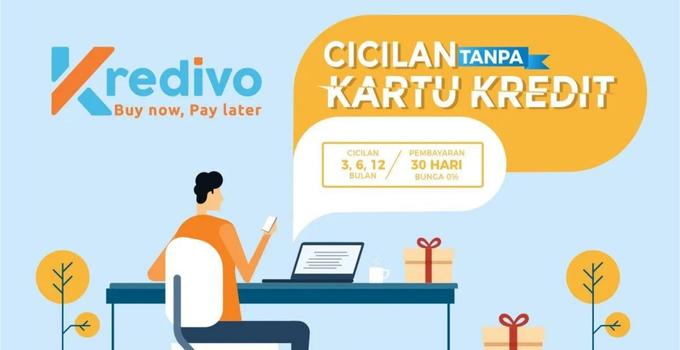 Kredivo
Buy now, Pay later
CICILAN TANPA
KARTU KREDIT
CICILAN
3, 6, 12
BULAN
PEMBAYARAN
30 HARI
BUNGA 0%